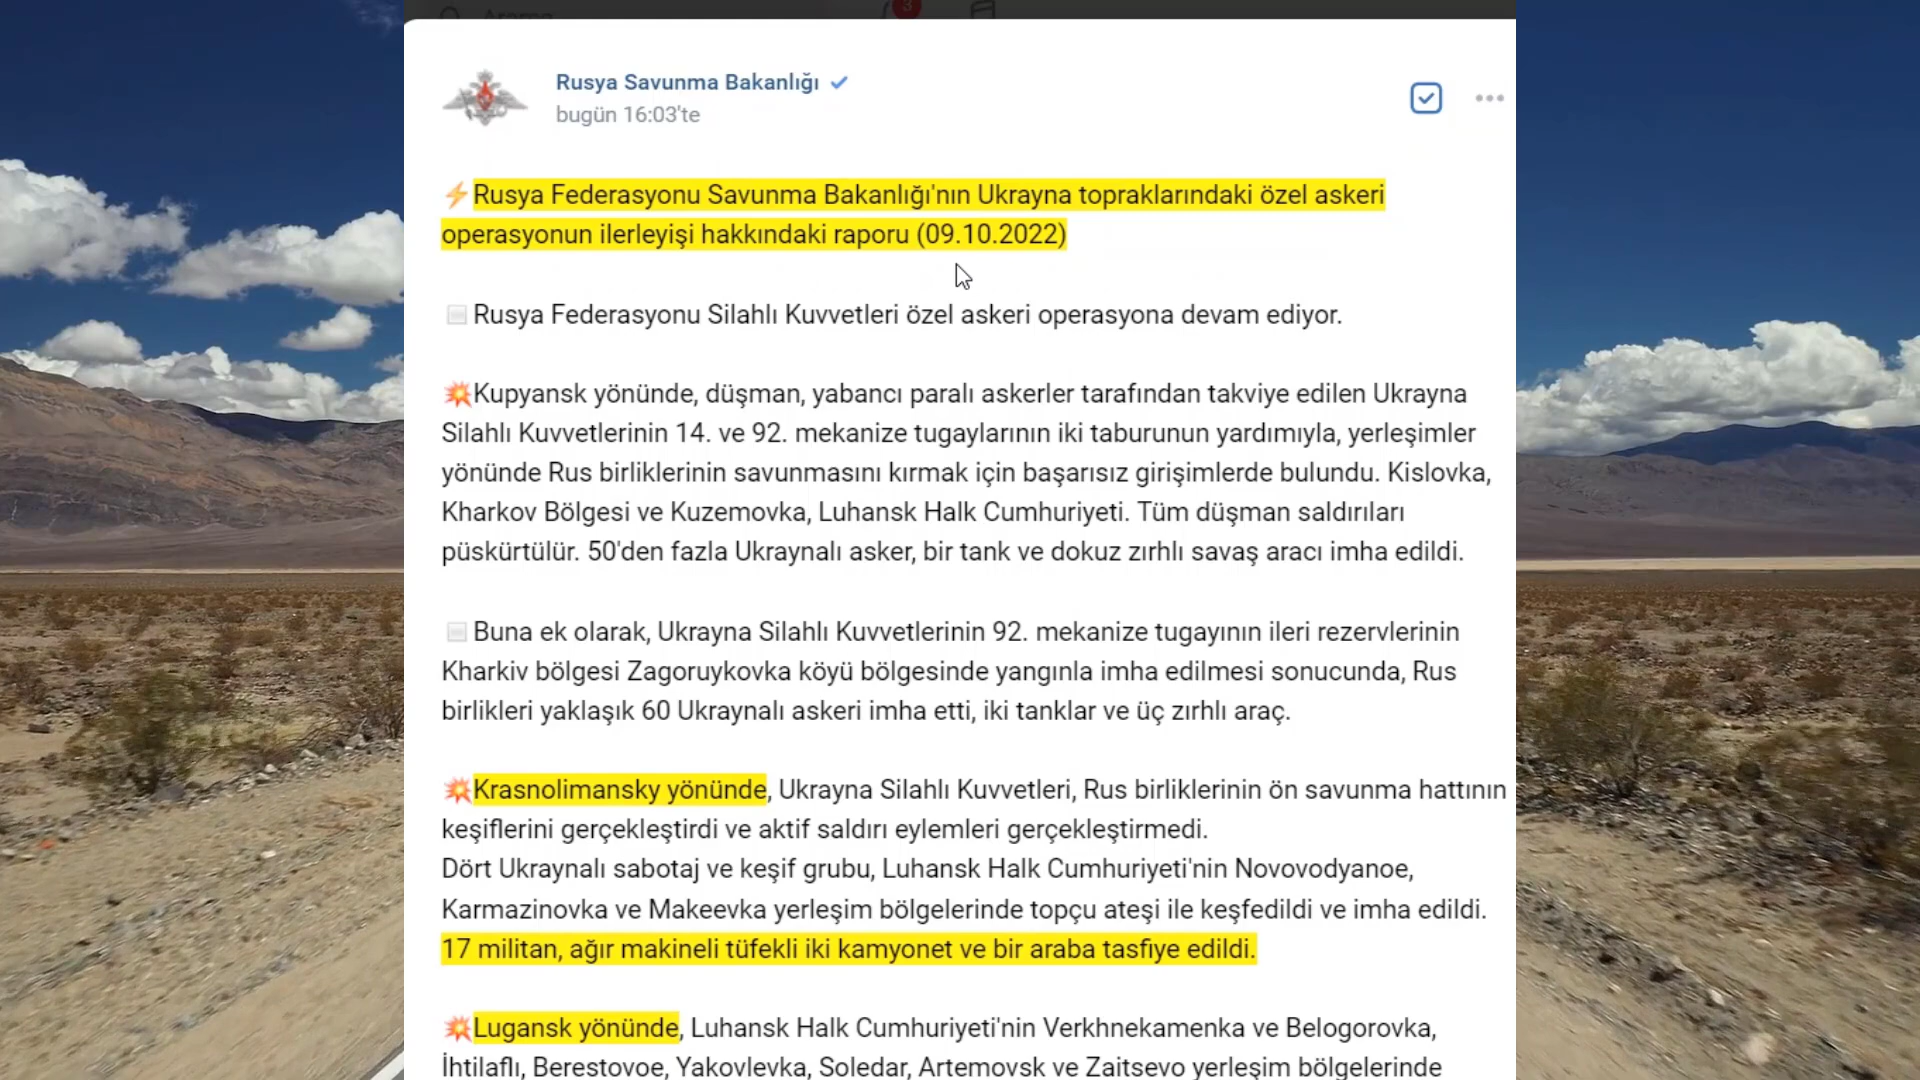 3
Rusya Savunma Bakanlığı
bugün 16:03'te
Rusya Federasyonu Savunma Bakanlığı'nın Ukrayna topraklarındaki özel askeri
operasyonun ilerleyişi hakkındaki raporu (09.10.2022)
Rusya Federasyonu Silahlı Kuvvetleri özel askeri operasyona devam ediyor.
Kupyansk yönünde, düşman, yabancı paralı askerler tarafından takviye edilen Ukrayna
Silahlı Kuvvetlerinin 14. ve 92. mekanize tugaylarının iki taburunun yardımıyla, yerleşimler
yönünde Rus birliklerinin savunmasını kırmak için başarısız girişimlerde bulundu. Kislovka,
Kharkov Bölgesi ve Kuzemovka, Luhansk Halk Cumhuriyeti. Tüm düşman saldırıları
püskürtülür. 50'den fazla Ukraynalı asker, bir tank ve dokuz zırhlı savaş aracı imha edildi.
Buna ek olarak, Ukrayna Silahlı Kuvvetlerinin 92. mekanize tugayının ileri rezervlerinin
Kharkiv bölgesi Zagoruykovka köyü bölgesinde yangınla imha edilmesi sonucunda, Rus
birlikleri yaklaşık 60 Ukraynalı askeri imha etti, iki tanklar ve üç zırhlı araç.
Krasnolimansky yönünde, Ukrayna Silahlı Kuvvetleri, Rus birliklerinin ön savunma hattının
keşiflerini gerçekleştirdi ve aktif saldırı eylemleri gerçekleştirmedi.
Dört Ukraynalı sabotaj ve keşif grubu, Luhansk Halk Cumhuriyeti'nin Novovodyanoe,
Karmazinovka ve Makeevka yerleşim bölgelerinde topçu ateşi ile keşfedildi ve imha edildi.
17 militan, ağır makineli tüfekli iki kamyonet ve bir araba tasfiye edildi.
Lugansk yönünde, Luhansk Halk Cumhuriyeti'nin Verkhnekamenka ve Belogorovka,
İhtilaflı, Berestovoe, Yakovlevka, Soledar, Artemovsk ve Zaitsevo yerleşim bölgelerinde